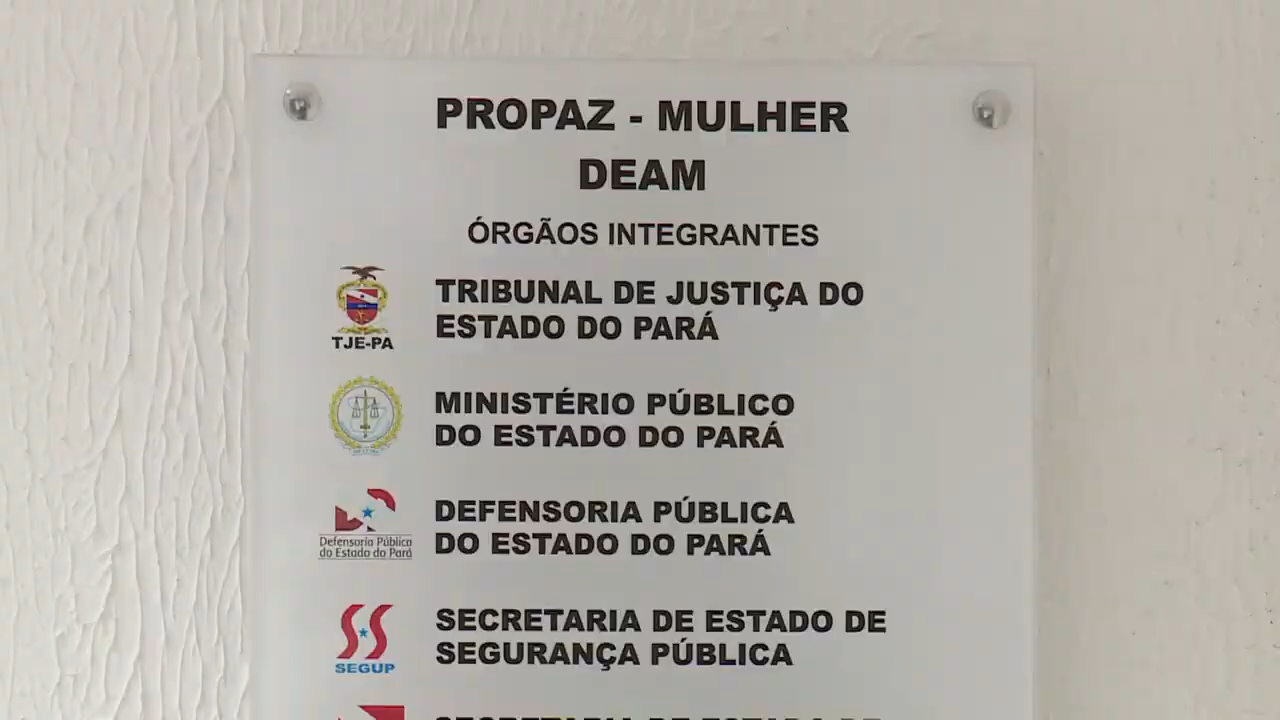 PROPAZ - MULHER
DEAM
ÓRGÃOS INTEGRANTES
TJE-PA
TRIBUNAL DE JUSTIÇA DO
ESTADO DO PARÁ
MINISTÉRIO PÚBLICO
DO ESTADO DO PARÁ
Defensoria Pública
do Estado do Pará
DEFENSORIA PÚBLICA
DO ESTADO DO PARÁ
SEGUP
SECRETARIA DE ESTADO DE
SEGURANÇA PÚBLICA